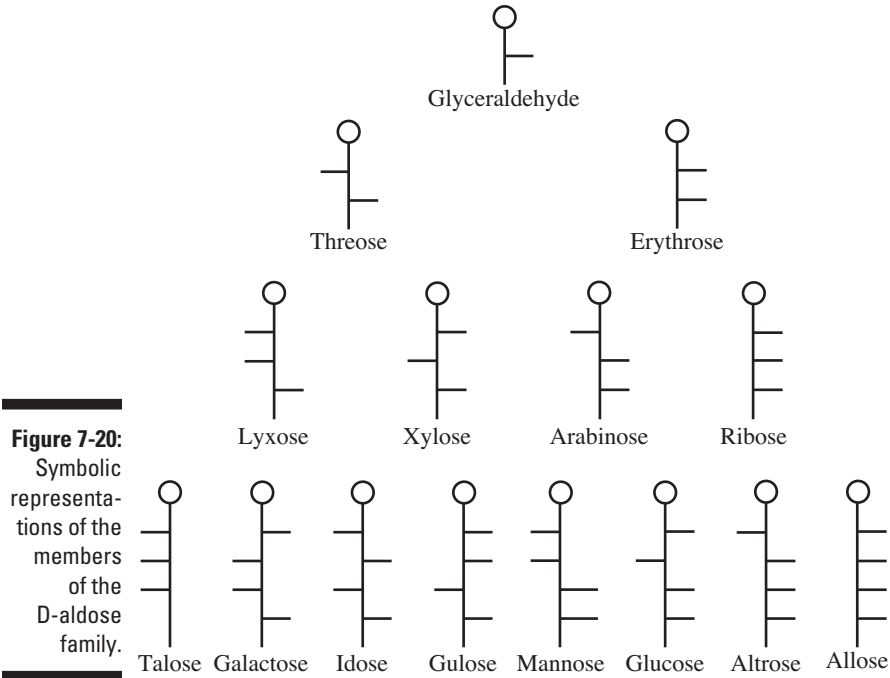 Glyceraldehyde
Threose Erythrose
Lyxose Xylose Arabinose Ribose
Figure 7-20:
Symbolic
representa-
tions of the
members
of the
D-aldose
family.
Talose Galactose Idose Gulose Mannose Glucose Altrose Allose